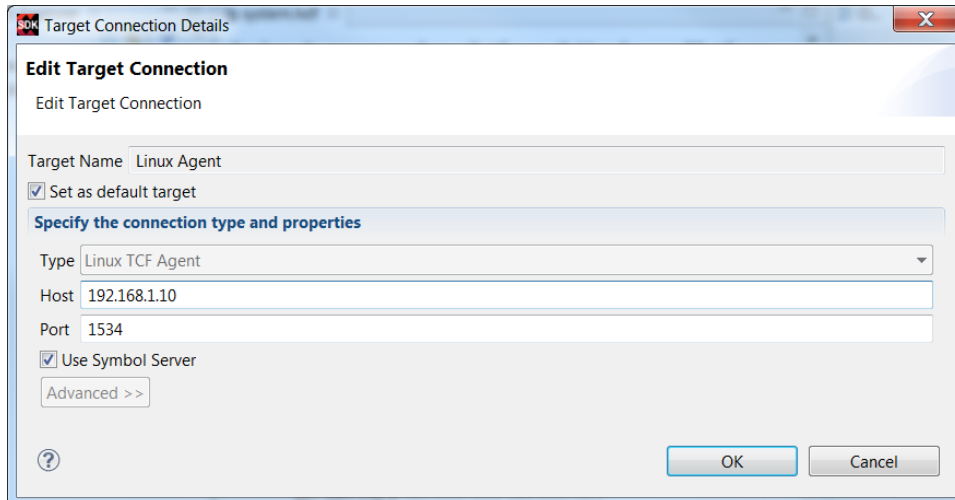 SDK Target Connection Details X
Edit Target Connection
Edit Target Connection
Target Name Linux Agent
Set as default target
Specify the connection type and properties
Type Linux TCF Agent
Host 192.168.1.10
Port 1534
Use Symbol Server
Advanced >>
? OK Cancel